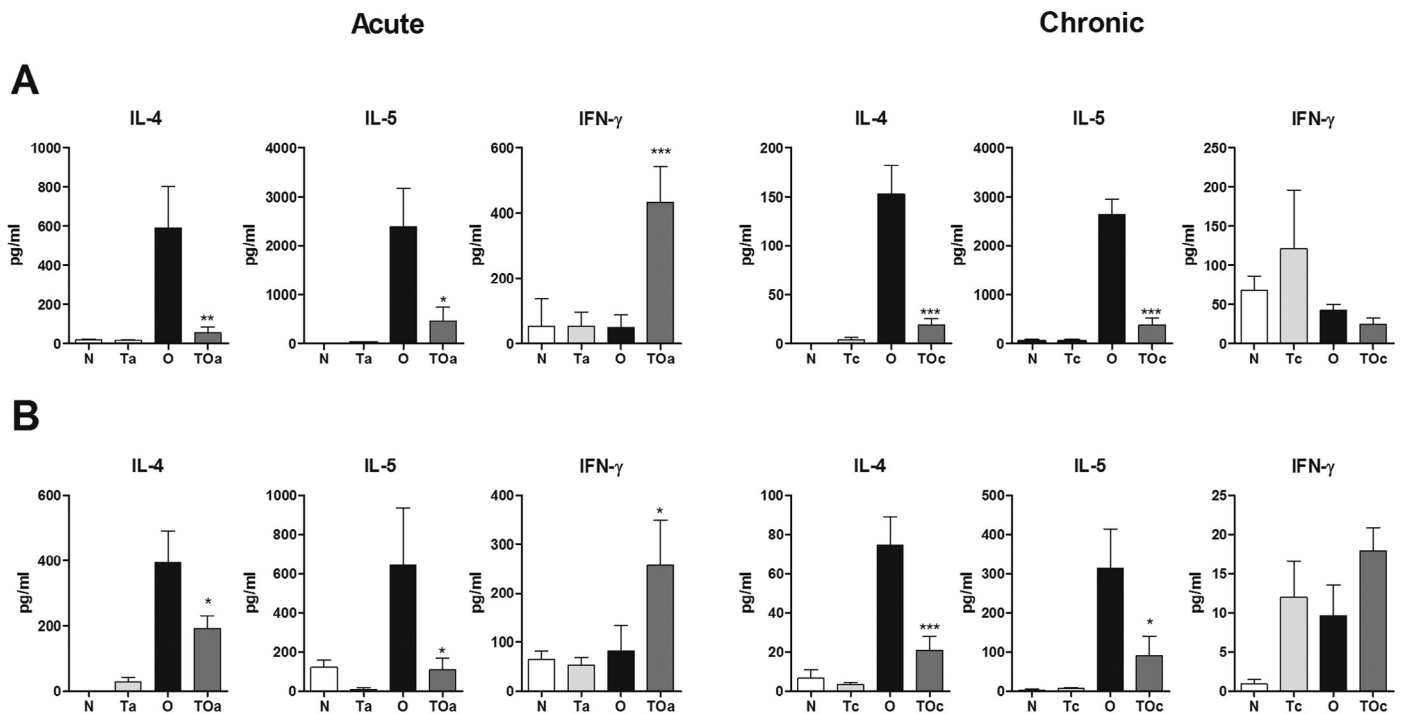 Acute Chronic
A
IL-4 IL-5 IFN-γ IL-4 IL-5 IFN-γ
pg/ml 1000 800 600 400 200 0
pg/ml 4000 3000 2000 1000 0
pg/ml 600 400 200 0
pg/ml 200 150 100 50 0
pg/ml 4000 3000 2000 1000 0
pg/ml 250 200 150 100 50 0
** * *** *** ***
N Ta O TOa N Ta O TOa N Ta O TOa N Tc O TOc N Tc O TOc N Tc O TOc
B
IL-4 IL-5 IFN-γ IL-4 IL-5 IFN-γ
pg/ml 600 400 200 0
pg/ml 1000 800 600 400 200 0
pg/ml 400 300 200 100 0
pg/ml 100 80 60 40 20 0
pg/ml 500 400 300 200 100 0
pg/ml 25 20 15 10 5 0
* * * *** *
N Ta O TOa N Ta O TOa N Ta O TOa N Tc O TOc N Tc O TOc N Tc O TOc